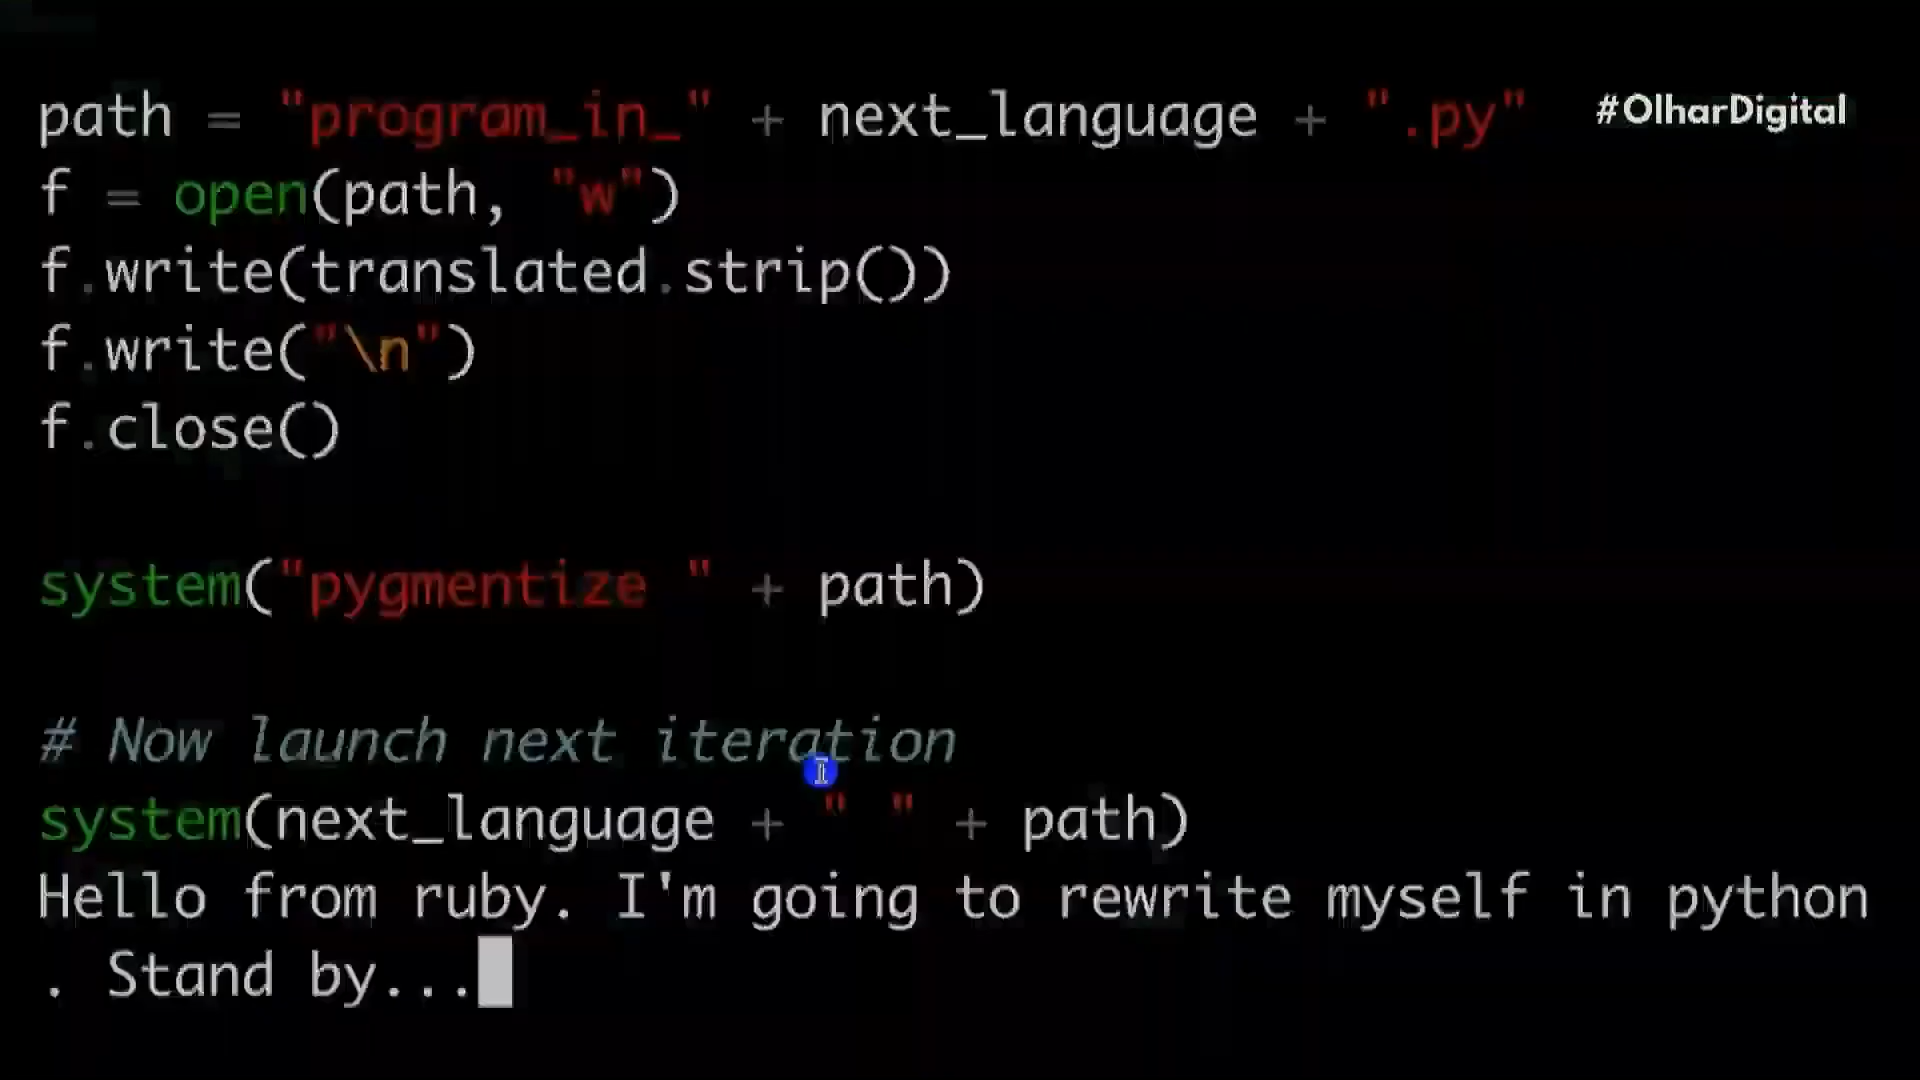 path = "program_in_" + next_language + ".py"
#OlharDigital
f = open(path, "w")
f.write(translated.strip())
f.write("\n")
f.close()
system("pygmentize " + path)
# Now launch next iteration
system(next_language + " " + path)
Hello from ruby. I'm going to rewrite myself in python
. Stand by...